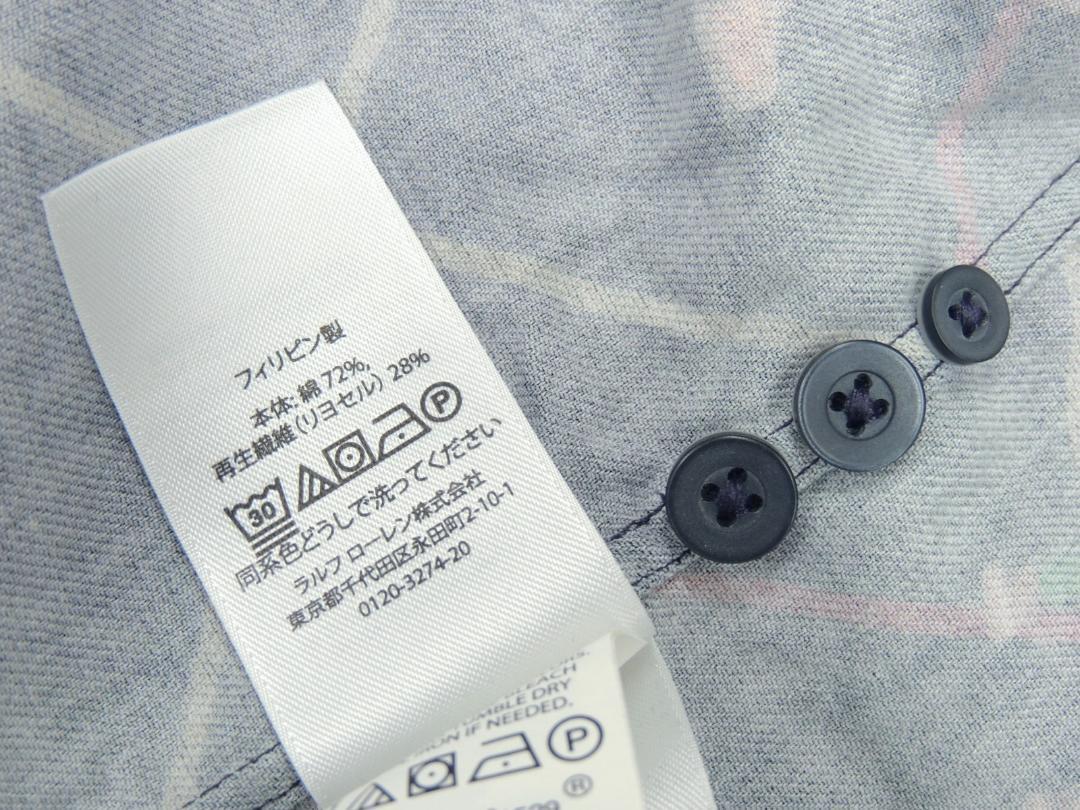 フィリピン製
本体: 綿 72%,
再生繊維(リヨセル) 28%
30 P
同系色どうしで洗ってください
ラルフ ローレン株式会社
東京都千代田区永田町2-10-1
0120-3274-20
BLEACH
TUMBLE DRY
IF NEEDED.
P
®